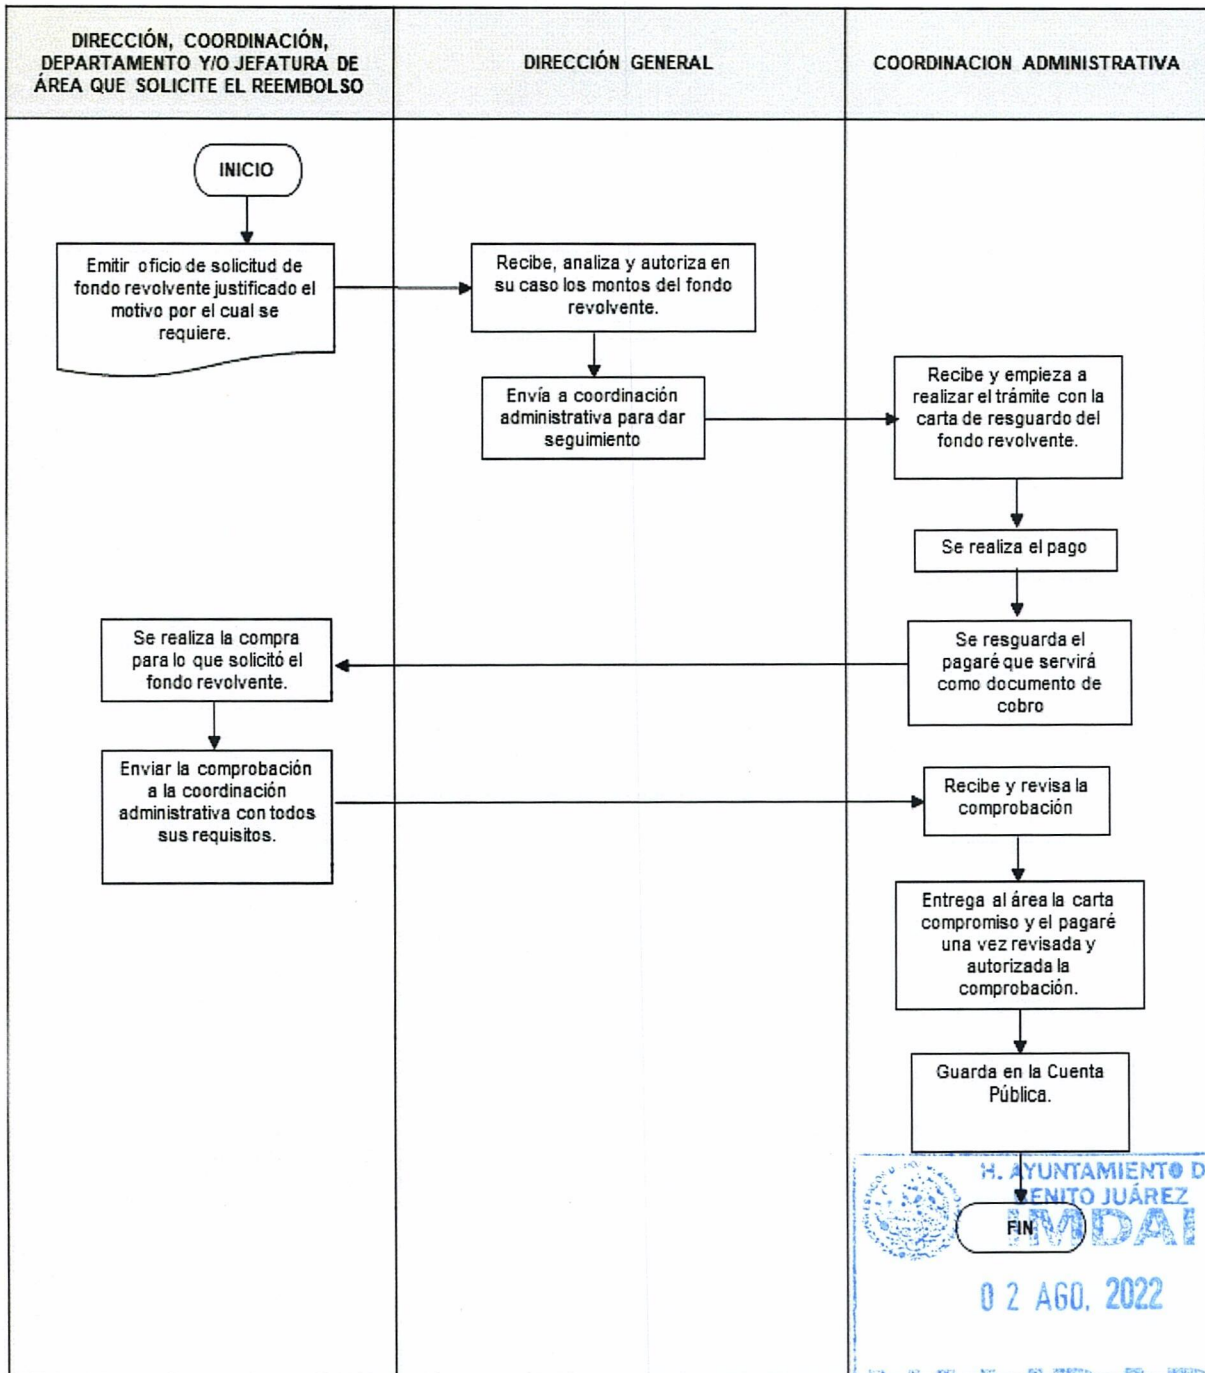 DIRECCIÓN, COORDINACIÓN,
DEPARTAMENTO Y/O JEFATURA DE
ÁREA QUE SOLICITE EL REEMBOLSO
DIRECCIÓN GENERAL
COORDINACION ADMINISTRATIVA
INICIO
Emitir oficio de solicitud de
fondo revolvente justificado el
motivo por el cual se
requiere.
Recibe, analiza y autoriza en
su caso los montos del fondo
revolvente.
Envía a coordinación
administrativa para dar
seguimiento
Recibe y empieza a
realizar el trámite con la
carta de resguardo del
fondo revolvente.
Se realiza el pago
Se resguarda el
pagaré que servirá
como documento de
cobro
Se realiza la compra
para lo que solicitó el
fondo revolvente.
Enviar la comprobación
a la coordinación
administrativa con todos
sus requisitos.
Recibe y revisa la
comprobación
Entrega al área la carta
compromiso y el pagaré
una vez revisada y
autorizada la
comprobación.
Guarda en la Cuenta
Pública.
H. AYUNTAMIENTO D
BENITO JUÁREZ
IMDAI
FIN
02 AGO. 2022